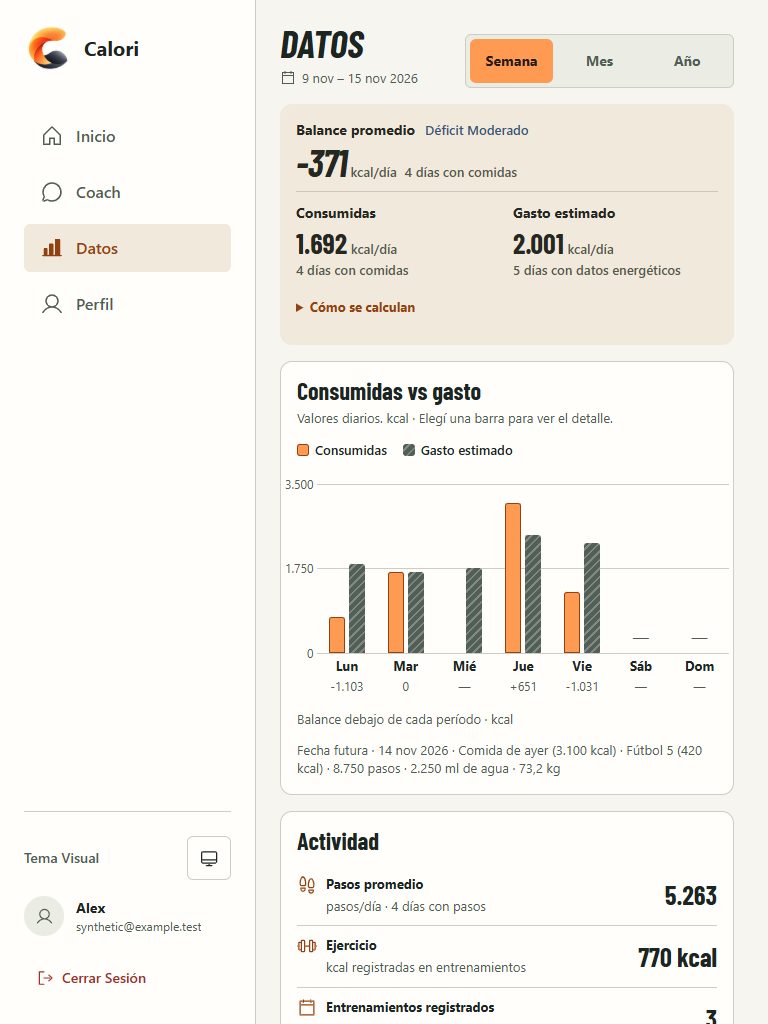 Calori
Inicio
Coach
Datos
Perfil
Tema Visual
Alex
synthetic@example.test
Cerrar Sesión
DATOS
9 nov – 15 nov 2026
Semana
Mes
Año
Balance promedio Déficit Moderado
-371 kcal/día 4 días con comidas
Consumidas
1.692 kcal/día
4 días con comidas
Gasto estimado
2.001 kcal/día
5 días con datos energéticos
Cómo se calculan
Consumidas vs gasto
Valores diarios. kcal · Elegí una barra para ver el detalle.
Consumidas Gasto estimado
3.500
1.750
0
Lun Mar Mié Jue Vie Sáb Dom
-1.103 0 — +651 -1.031 — —
Balance debajo de cada período · kcal
Fecha futura · 14 nov 2026 · Comida de ayer (3.100 kcal) · Fútbol 5 (420
kcal) · 8.750 pasos · 2.250 ml de agua · 73,2 kg
Actividad
Pasos promedio
pasos/día · 4 días con pasos
5.263
Ejercicio
kcal registradas en entrenamientos
770 kcal
Entrenamientos registrados
3